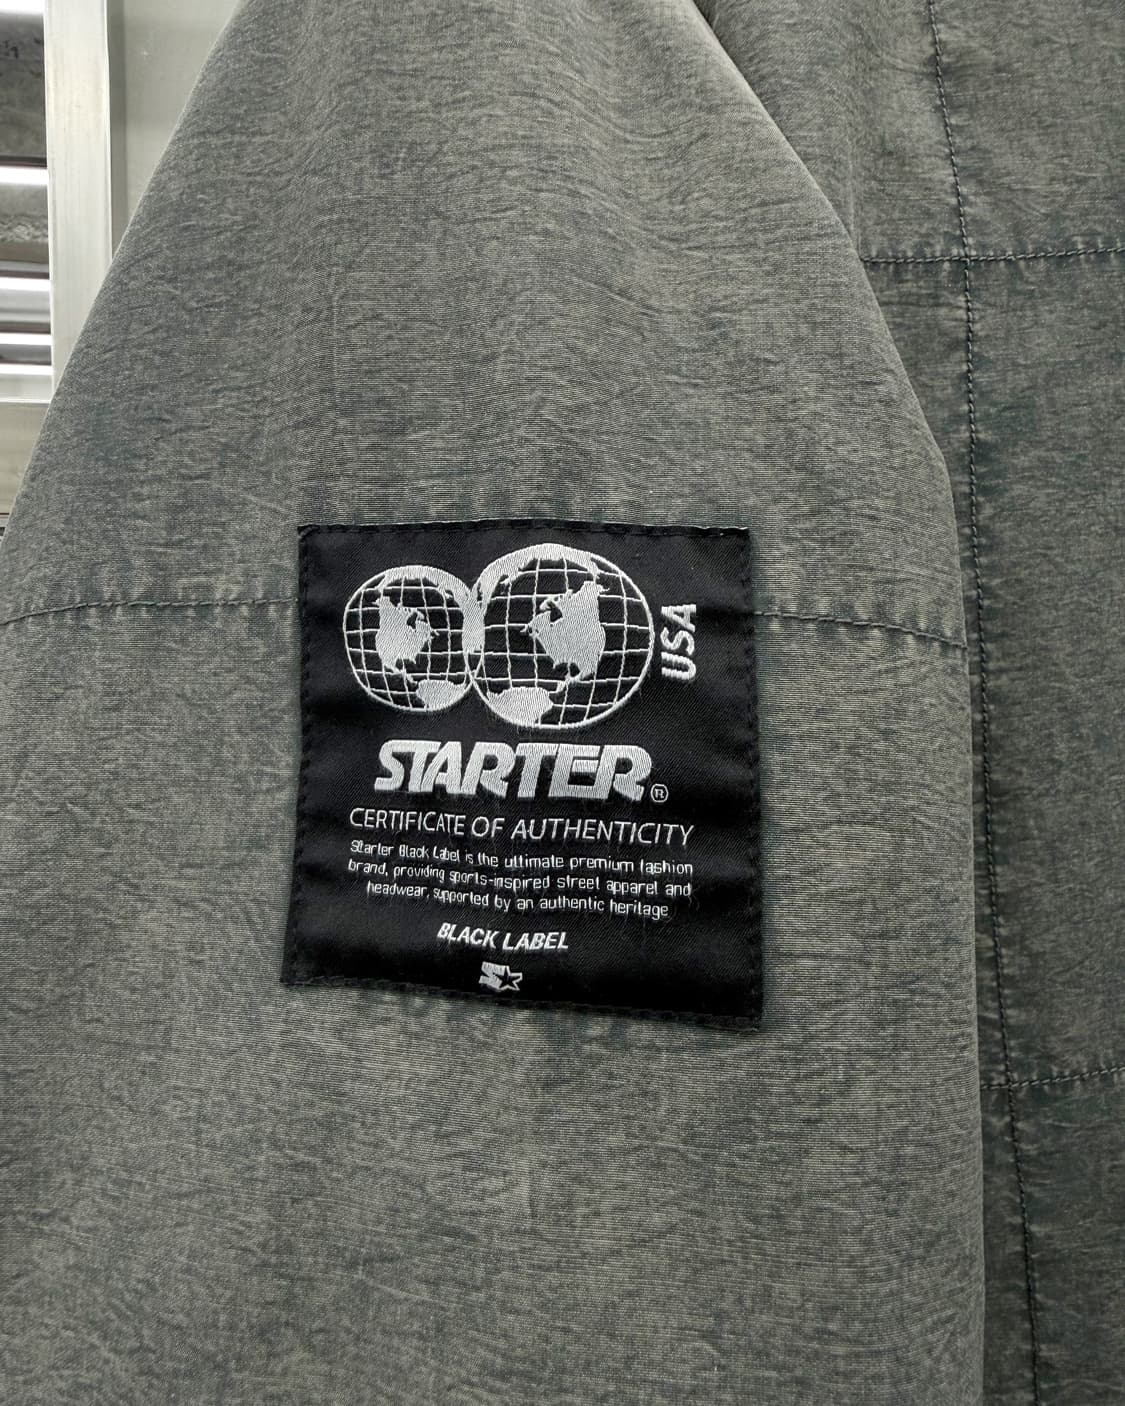 USA
STARTER®
CERTIFICATE OF AUTHENTICITY
Starter Black Label is the ultimate premium fashion
brand, providing sports-inspired street apparel and
headwear, supported by an authentic heritage
BLACK LABEL
S